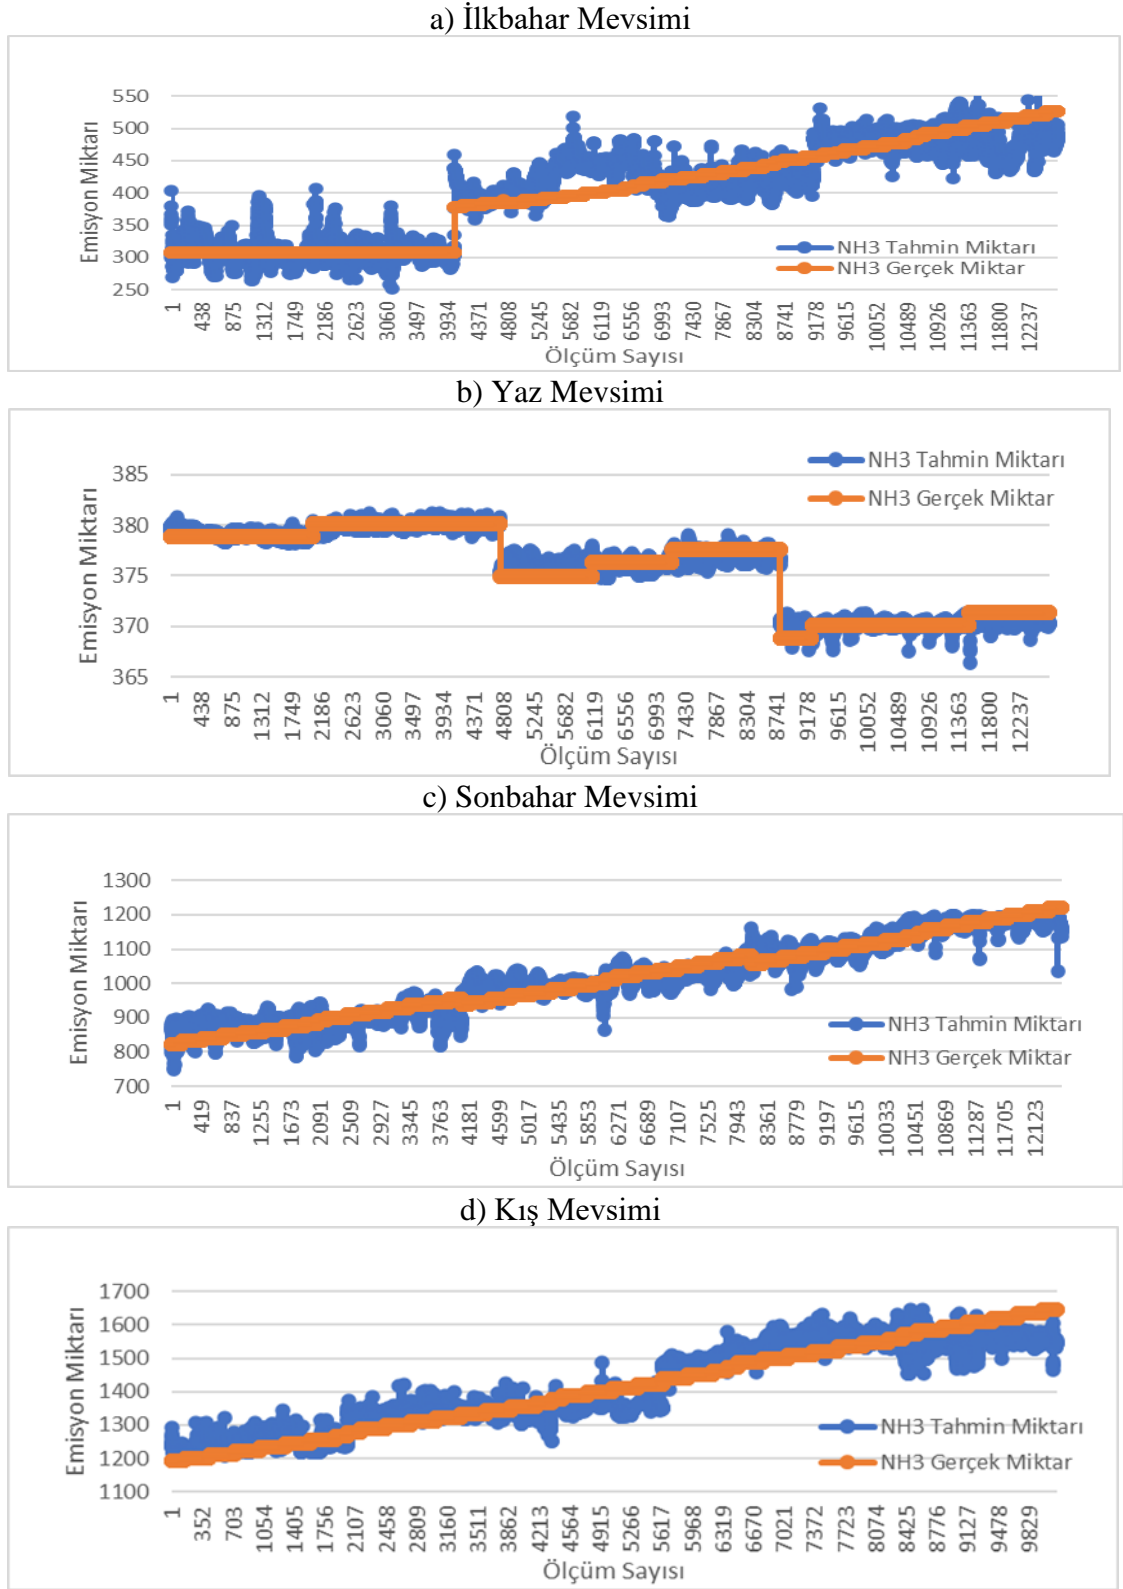 a) İlkbahar Mevsimi
Emisyon Miktarı
550
500
450
400
350
300
250
NH3 Tahmin Miktarı
NH3 Gerçek Miktar
1 438 875 1312 1749 2186 2623 3060 3497 3934 4371 4808 5245 5682 6119 6556 6993 7430 7867 8304 8741 9178 9615 10052 10489 10926 11363 11800 12237
Ölçüm Sayısı
b) Yaz Mevsimi
Emisyon Miktarı
385
380
375
370
365
NH3 Tahmin Miktarı
NH3 Gerçek Miktar
1 438 875 1312 1749 2186 2623 3060 3497 3934 4371 4808 5245 5682 6119 6556 6993 7430 7867 8304 8741 9178 9615 10052 10489 10926 11363 11800 12237
Ölçüm Sayısı
c) Sonbahar Mevsimi
Emisyon Miktarı
1300
1200
1100
1000
900
800
700
NH3 Tahmin Miktarı
NH3 Gerçek Miktar
1 419 837 1255 1673 2091 2509 2927 3345 3763 4181 4599 5017 5435 5853 6271 6689 7107 7525 7943 8361 8779 9197 9615 10033 10451 10869 11287 11705 12123
Ölçüm Sayısı
d) Kış Mevsimi
Emisyon Miktarı
1700
1600
1500
1400
1300
1200
1100
NH3 Tahmin Miktarı
NH3 Gerçek Miktar
1 352 703 1054 1405 1756 2107 2458 2809 3160 3511 3862 4213 4564 4915 5266 5617 5968 6319 6670 7021 7372 7723 8074 8425 8776 9127 9478 9829
Ölçüm Sayısı